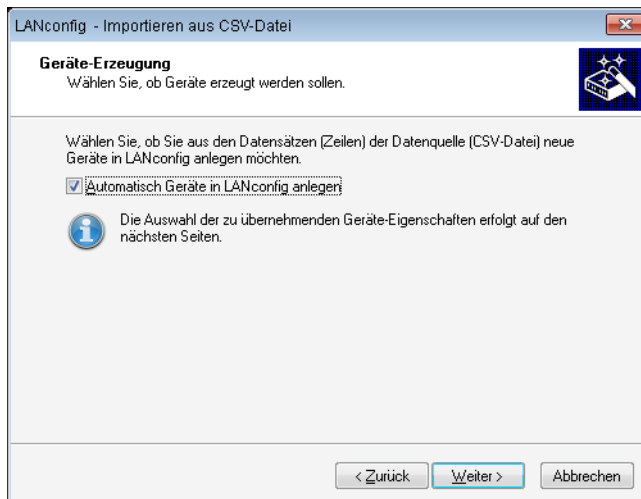 LANconfig - Importieren aus CSV-Datei
Geräte-Erzeugung
Wählen Sie, ob Geräte erzeugt werden sollen.
Wählen Sie, ob Sie aus den Datensätzen (Zeilen) der Datenquelle (CSV-Datei) neue
Geräte in LANconfig anlegen möchten.
Automatisch Geräte in LANconfig anlegen
Die Auswahl der zu übernehmenden Geräte-Eigenschaften erfolgt auf den
nächsten Seiten.
< Zurück Weiter > Abbrechen